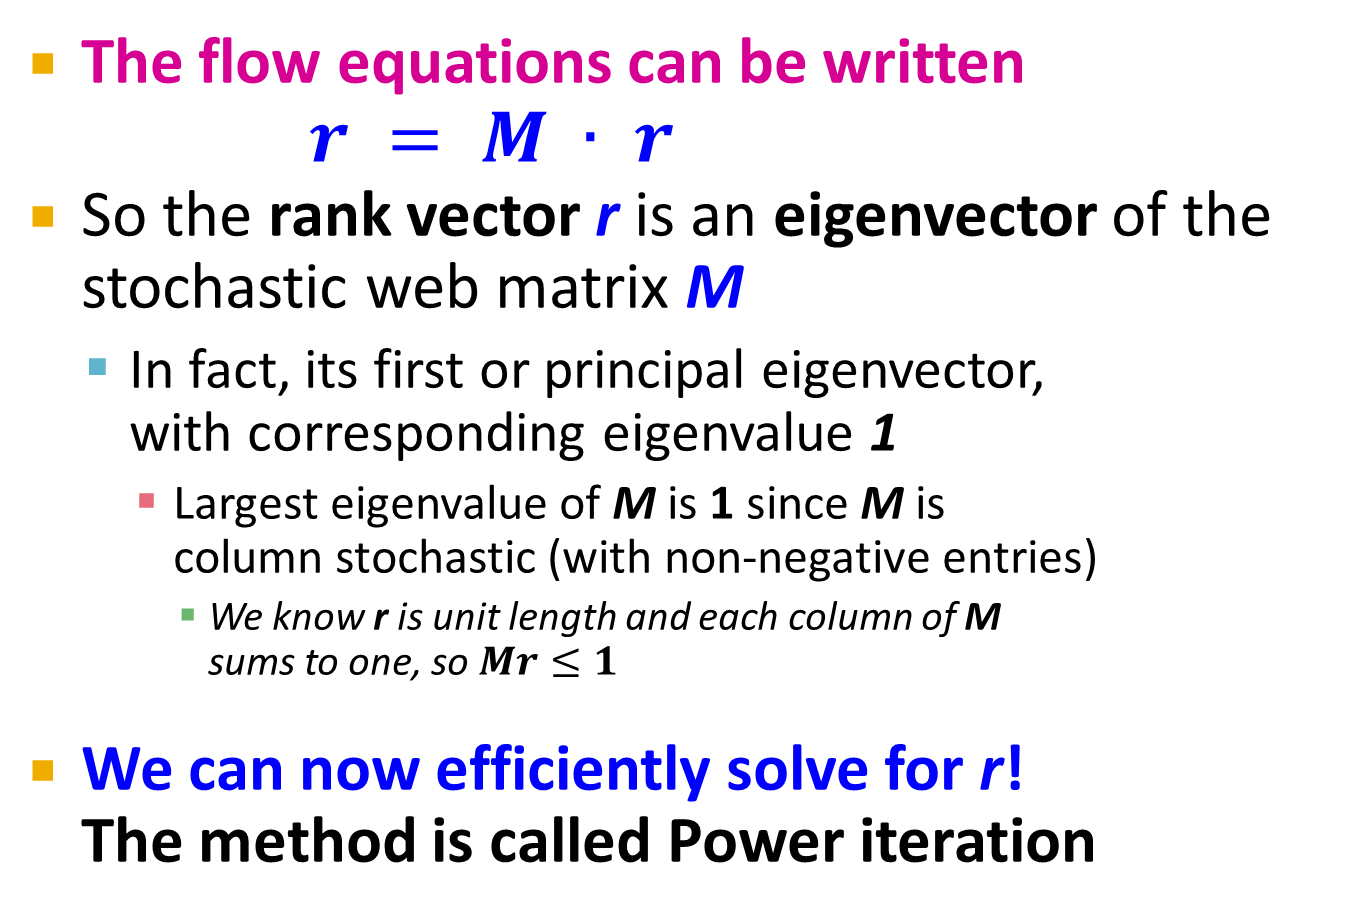 The flow equations can be written
r = M · r
So the rank vector r is an eigenvector of the
stochastic web matrix M
In fact, its first or principal eigenvector,
with corresponding eigenvalue 1
Largest eigenvalue of M is 1 since M is
column stochastic (with non-negative entries)
We know r is unit length and each column of M
sums to one, so Mr ≤ 1
We can now efficiently solve for r!
The method is called Power iteration